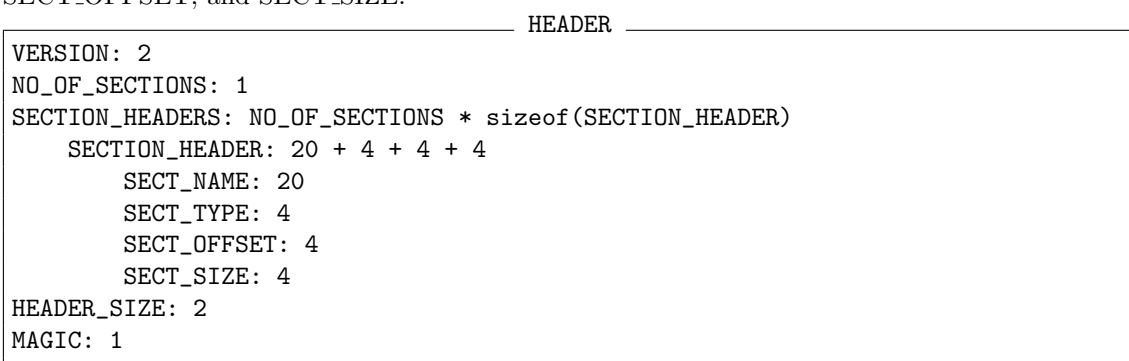 SECT_OFFSET, and SECT_SIZE.
HEADER
VERSION: 2
NO_OF_SECTIONS: 1
SECTION_HEADERS: NO_OF_SECTIONS * sizeof(SECTION_HEADER)
    SECTION_HEADER: 20 + 4 + 4 + 4
        SECT_NAME: 20
        SECT_TYPE: 4
        SECT_OFFSET: 4
        SECT_SIZE: 4
HEADER_SIZE: 2
MAGIC: 1